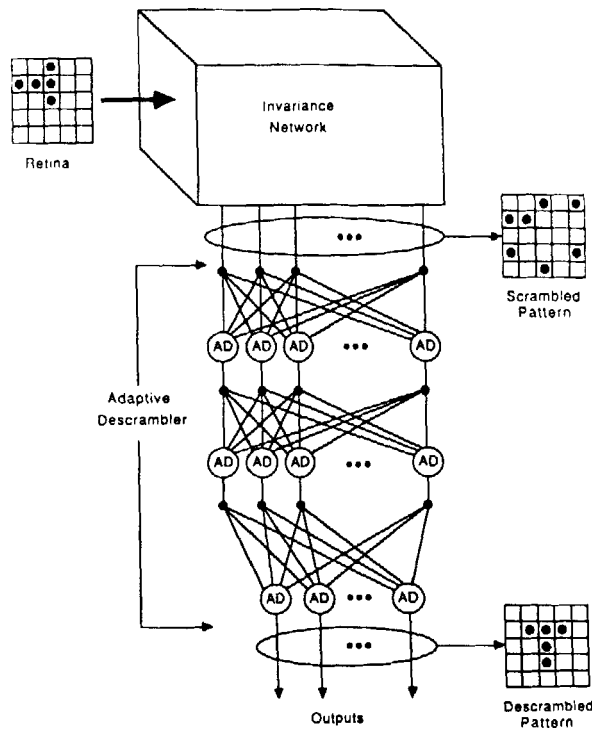 Invariance
Network
Retina
Scrambled
Pattern
AD AD AD AD
Adaptive
Descrambler
AD AD AD AD
AD AD AD
Outputs
Descrambled
Pattern